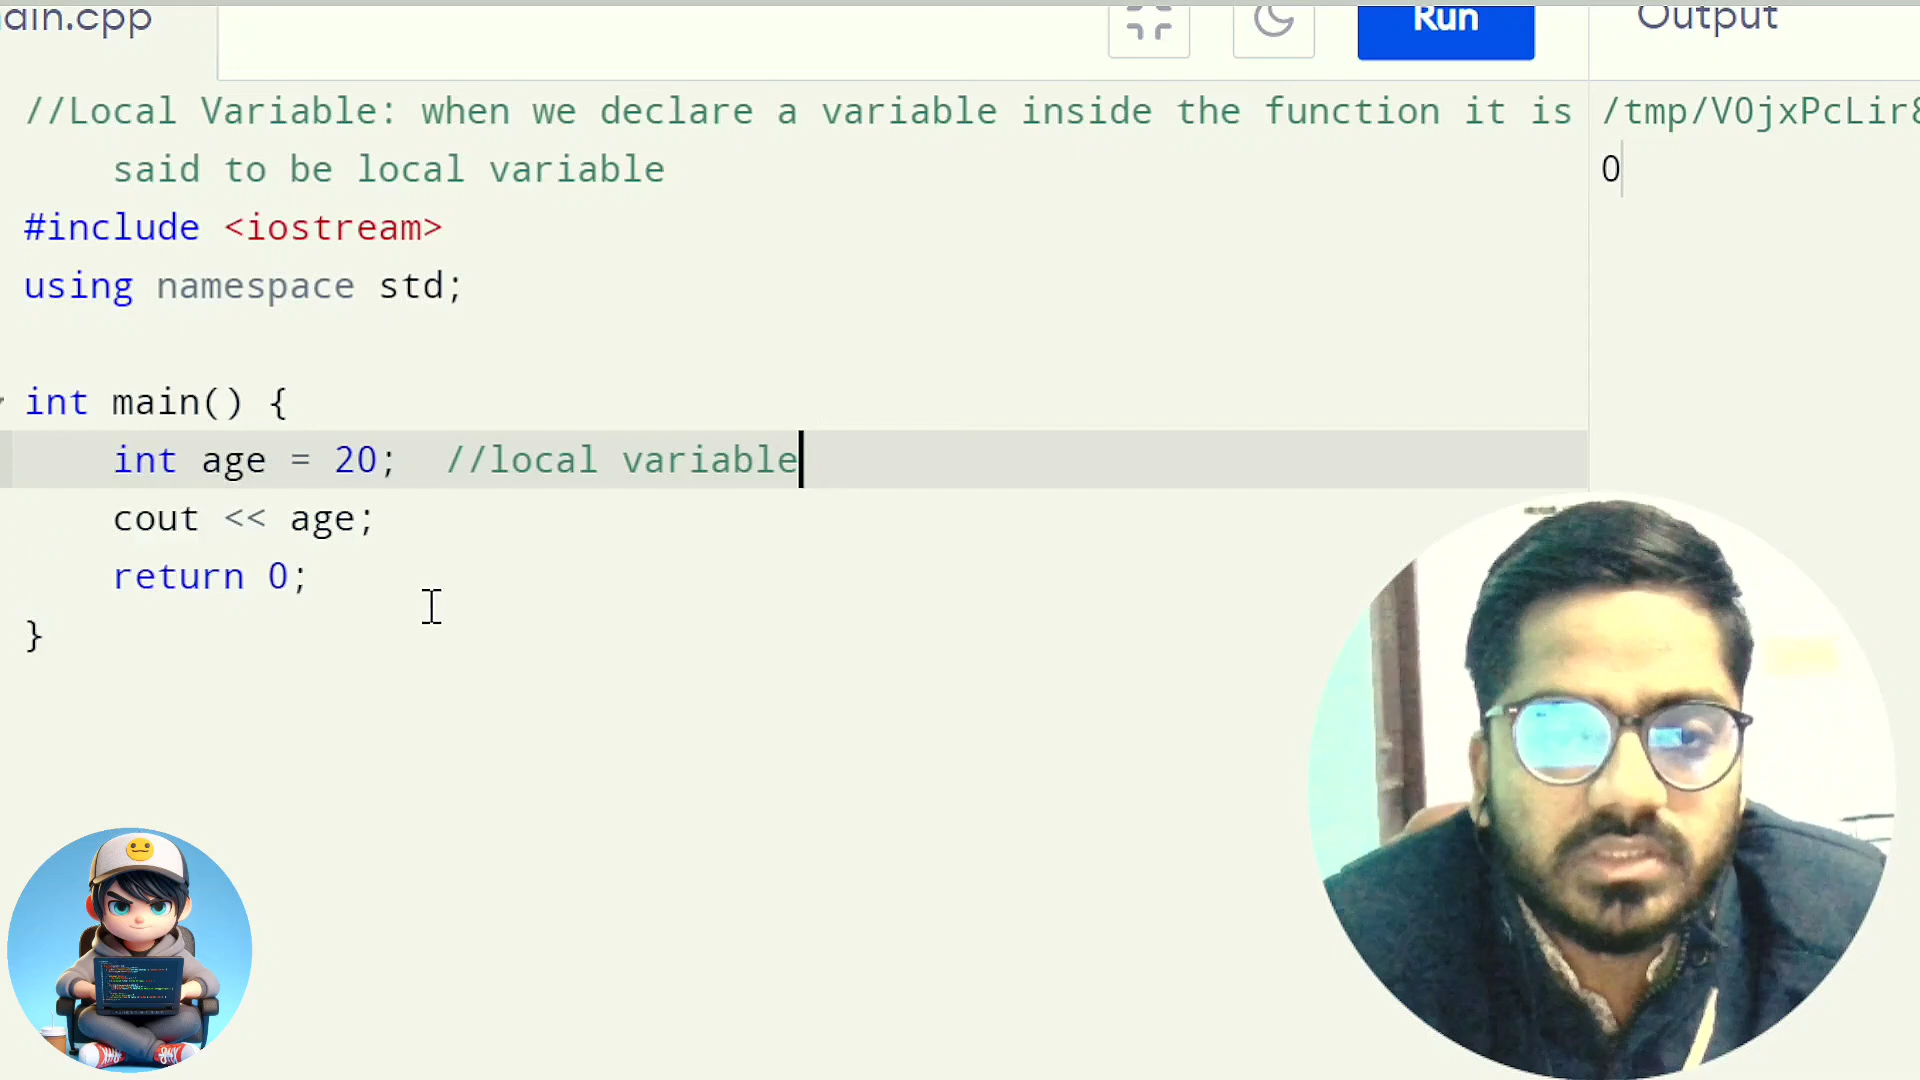 ain.cpp
Run
Output
//Local Variable: when we declare a variable inside the function it is
said to be local variable
#include <iostream>
using namespace std;
int main() {
int age = 20;  //local variable
cout << age;
return 0;
}
/tmp/V0jxPcLir8
0